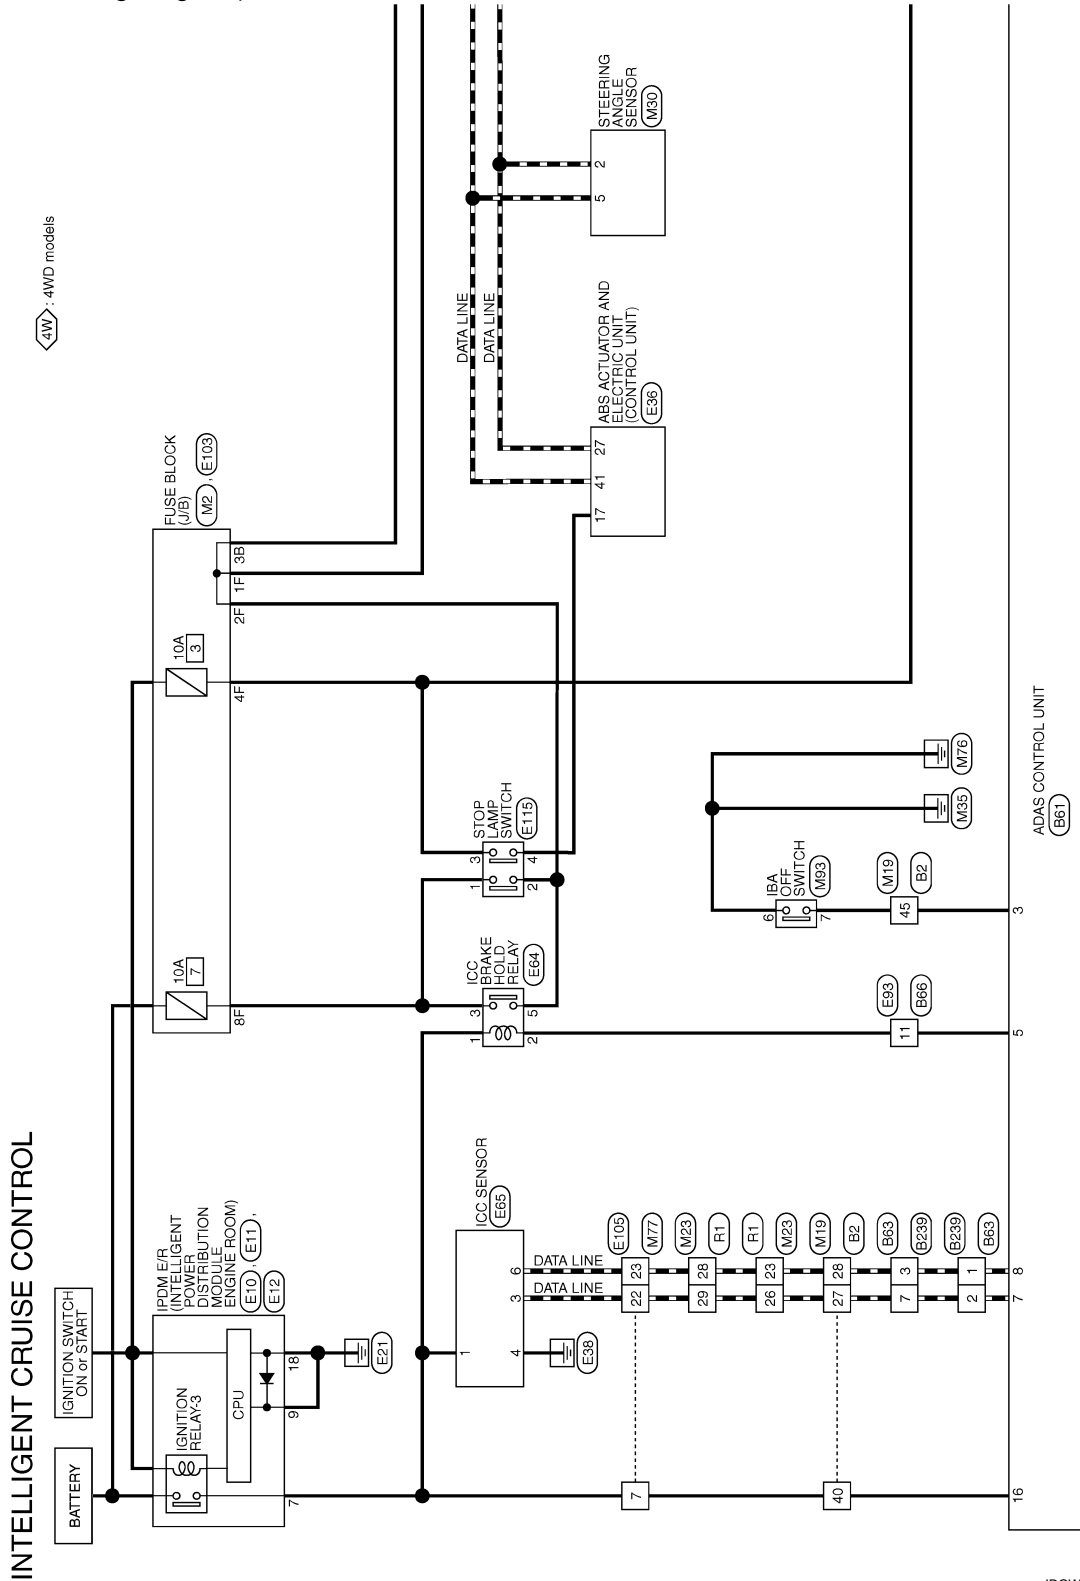 INTELLIGENT CRUISE CONTROL
4W : 4WD models
BATTERY
IGNITION SWITCH
ON or START
IPDM E/R
(INTELLIGENT
POWER
DISTRIBUTION
MODULE
ENGINE ROOM)
E10 , E11 ,
E12
IGNITION
RELAY-3
CPU
7
9
18
E21
FUSE BLOCK
(J/B)
M2 , E103
10A
7
10A
3
8F
4F
2F
1F
3B
ICC SENSOR
E65
1
4
3
6
E38
DATA LINE
DATA LINE
ICC
BRAKE
HOLD
RELAY
E64
1
3
2
5
STOP
LAMP
SWITCH
E115
1
3
2
4
DATA LINE
DATA LINE
ABS ACTUATOR AND
ELECTRIC UNIT
(CONTROL UNIT)
E36
17
41
27
STEERING
ANGLE
SENSOR
M30
5
2
7
22
23
E105
M77
29
28
M23
R1
26
23
R1
M23
40
27
28
M19
B2
7
3
B63
B239
2
1
B239
B63
11
E93
B66
IBA
OFF
SWITCH
M93
6
7
45
M19
B2
M35
M76
16
7
8
5
3
ADAS CONTROL UNIT
B61